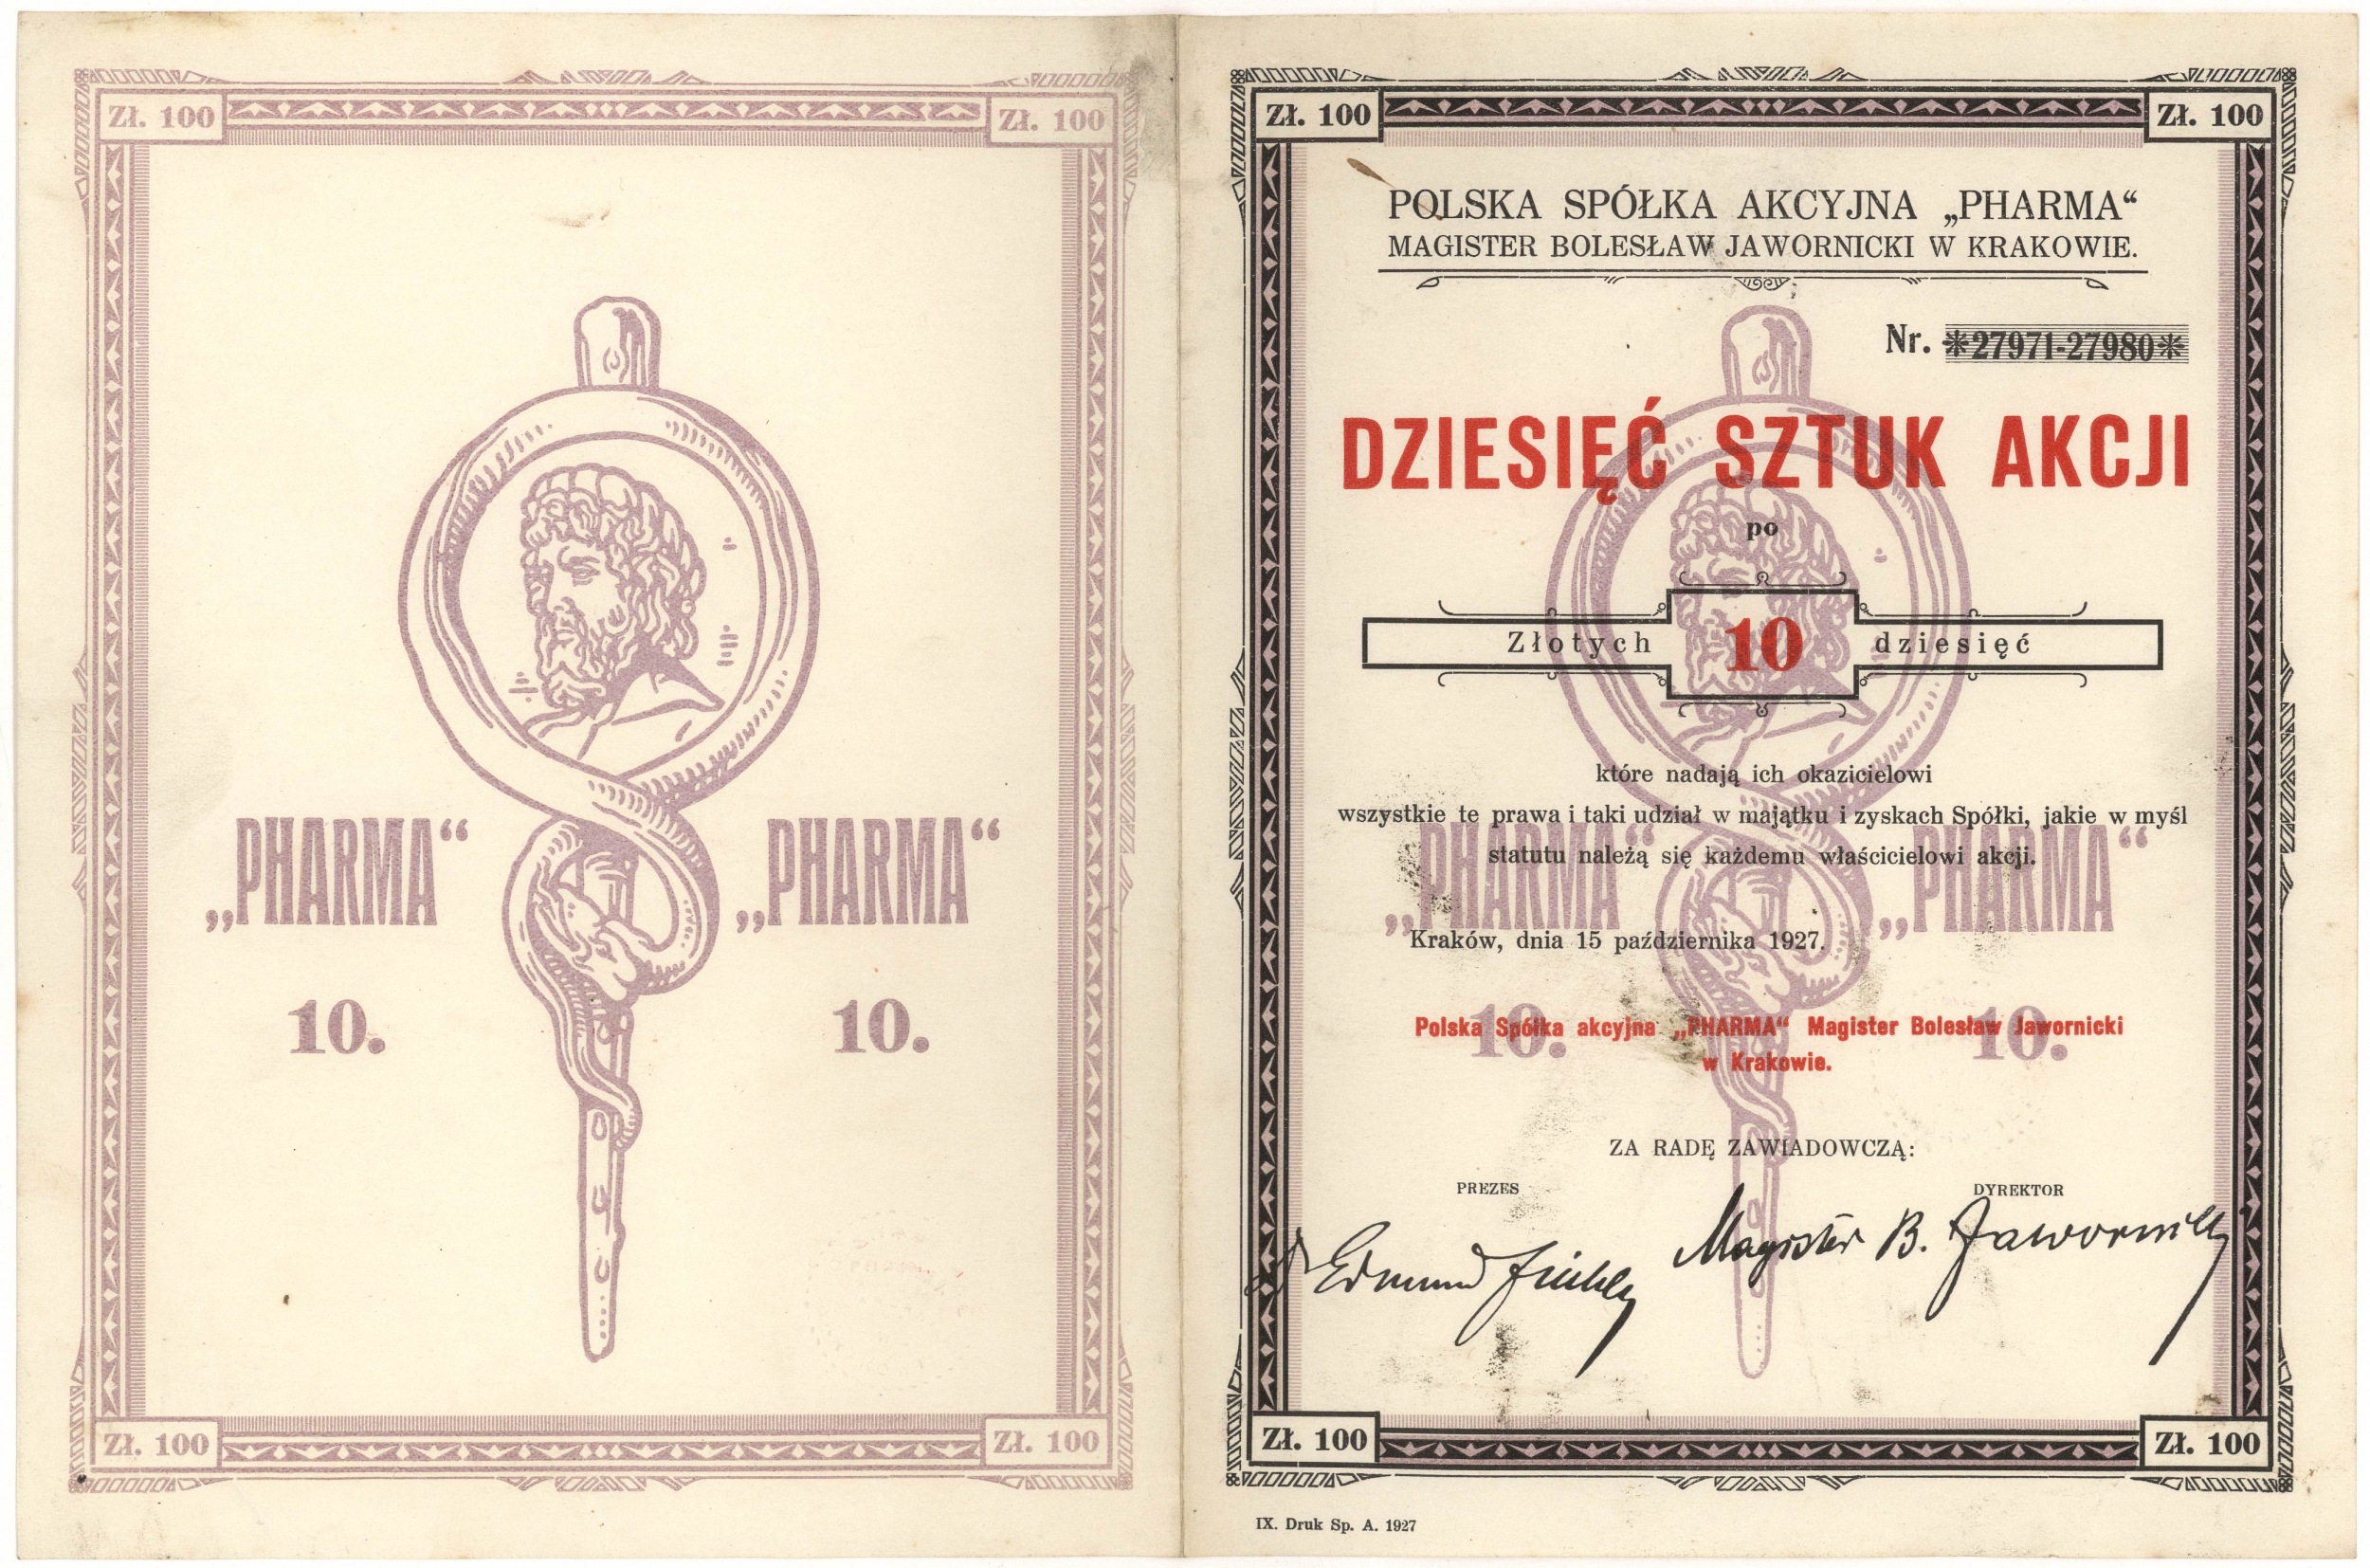 Zł. 100 Zł. 100
„PHARMA“ „PHARMA“
10. 10.
Zł. 100 Zł. 100
Zł. 100 Zł. 100
POLSKA SPÓŁKA AKCYJNA „PHARMA“
MAGISTER BOLESŁAW JAWORNICKI W KRAKOWIE.
Nr. *27971-27980*
DZIESIĘĆ SZTUK AKCJI
po
Złotych 10 dziesięć
które nadają ich okazicielowi
wszystkie te prawa i taki udział w majątku i zyskach Spółki, jakie w myśl
statutu należą się każdemu właścicielowi akcji.
„PHARMA“ „PHARMA“
Kraków, dnia 15 października 1927.
10. 10.
Polska Spółka akcyjna „PHARMA“ Magister Bolesław Jawornicki
w Krakowie.
ZA RADĘ ZAWIADOWCZĄ:
PREZES DYREKTOR
Edmund
Magister B. Jawornicki
Zł. 100 Zł. 100
IX. Druk Sp. A. 1927